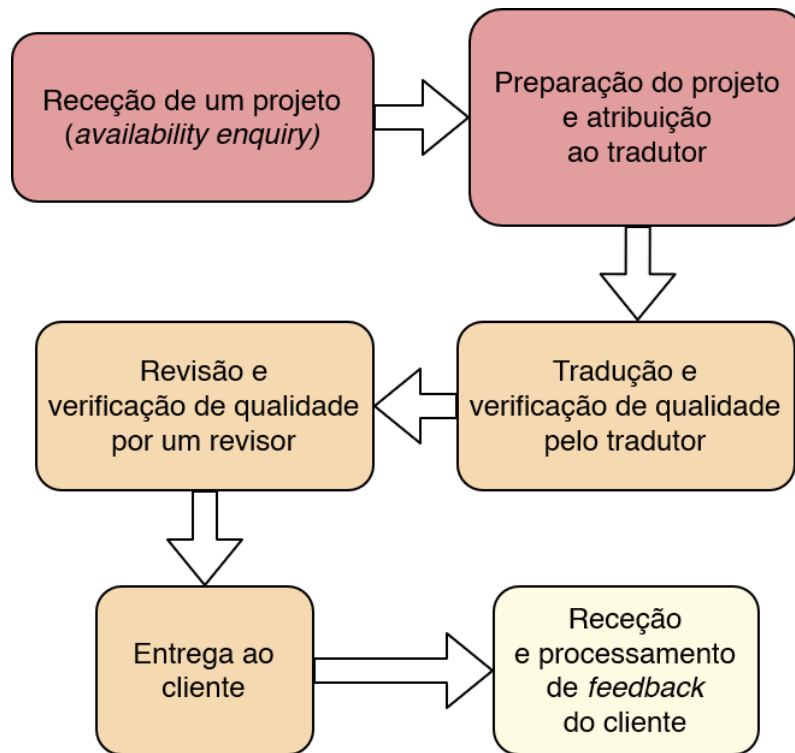 Receção de um projeto
(availability enquiry)
Preparação do projeto
e atribuição
ao tradutor
Tradução e
verificação de qualidade
pelo tradutor
Revisão e
verificação de qualidade
por um revisor
Entrega ao
cliente
Receção
e processamento
de feedback
do cliente